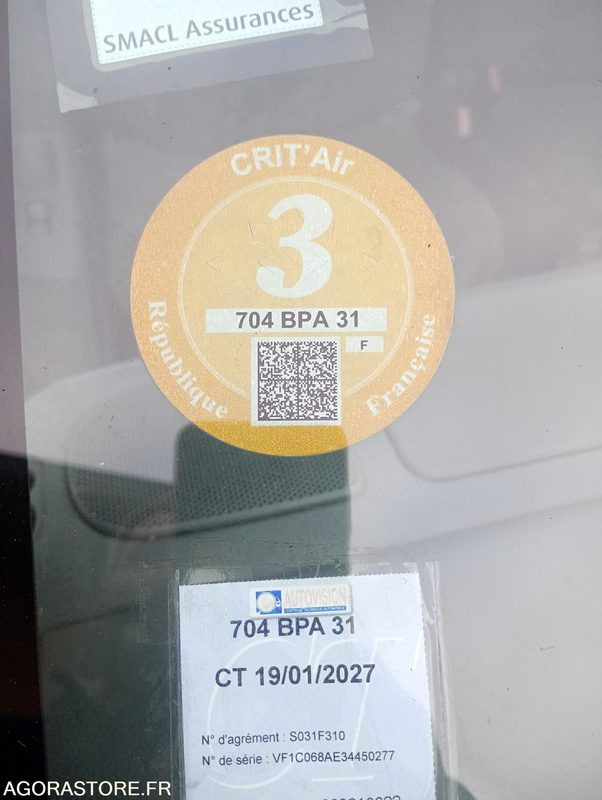 SMACL Assurances
CRIT'Air
3
704 BPA 31
F
République Française
AUTOVISION
704 BPA 31
CT 19/01/2027
N° d'agrément : S031F310
N° de série : VF1C068AE34450277
AGORASTORE.FR